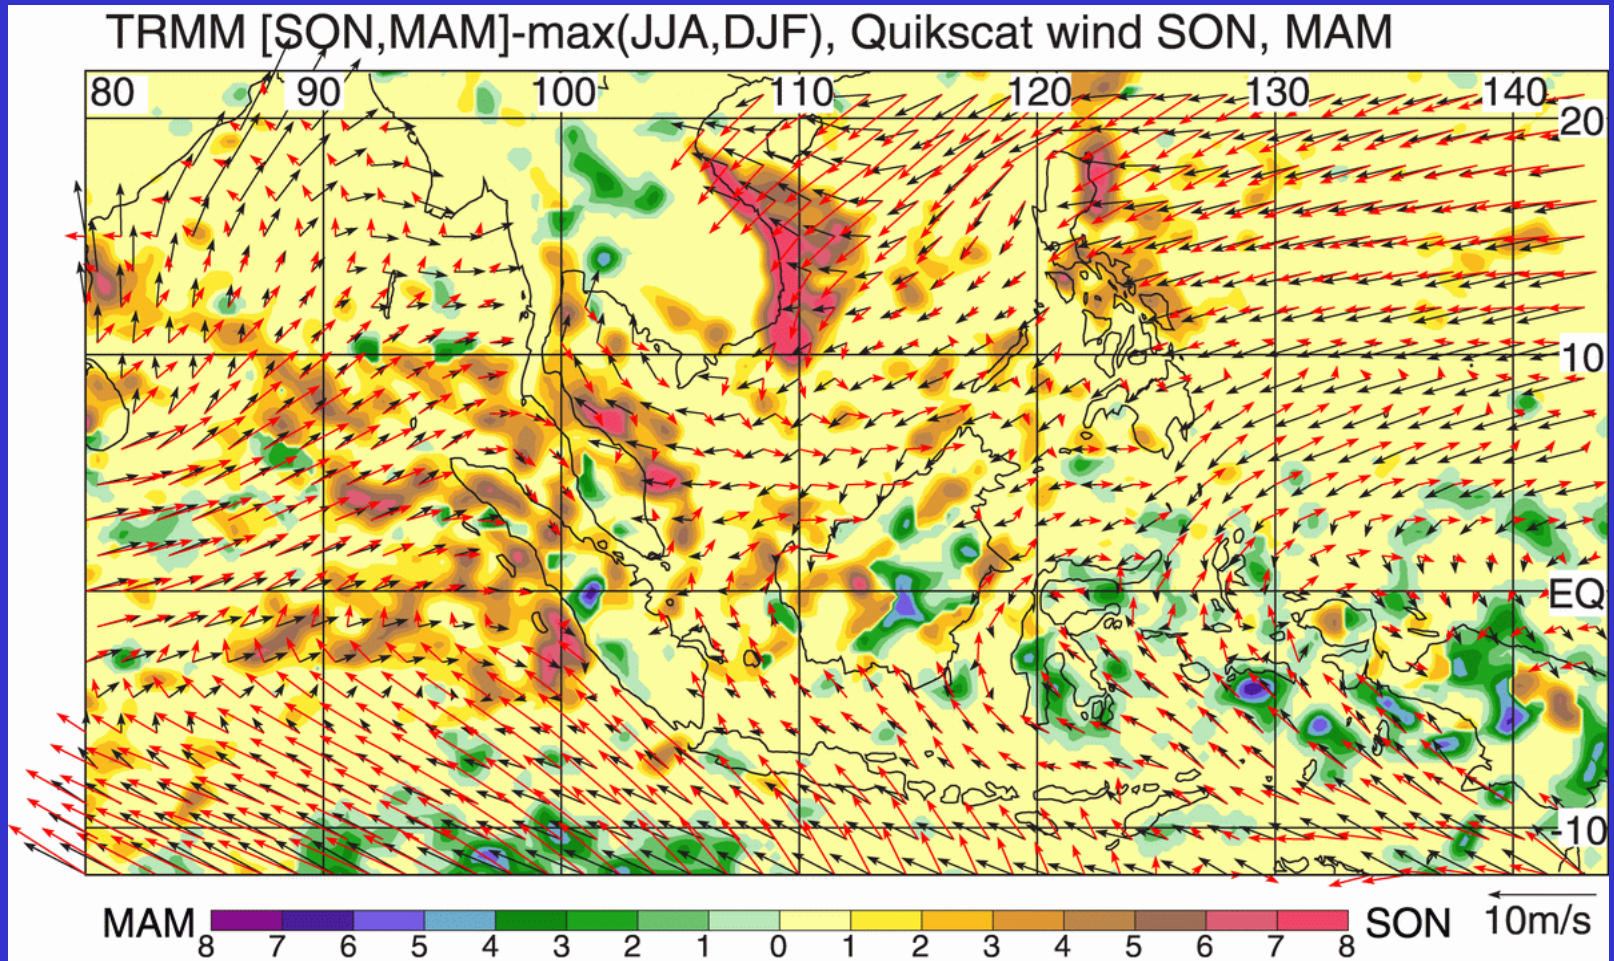 TRMM [SON,MAM]-max(JJA,DJF), Quikscat wind SON, MAM
80 90 100 110 120 130 140
20
10
EQ
-10
MAM SON 10m/s
8 7 6 5 4 3 2 1 0 1 2 3 4 5 6 7 8